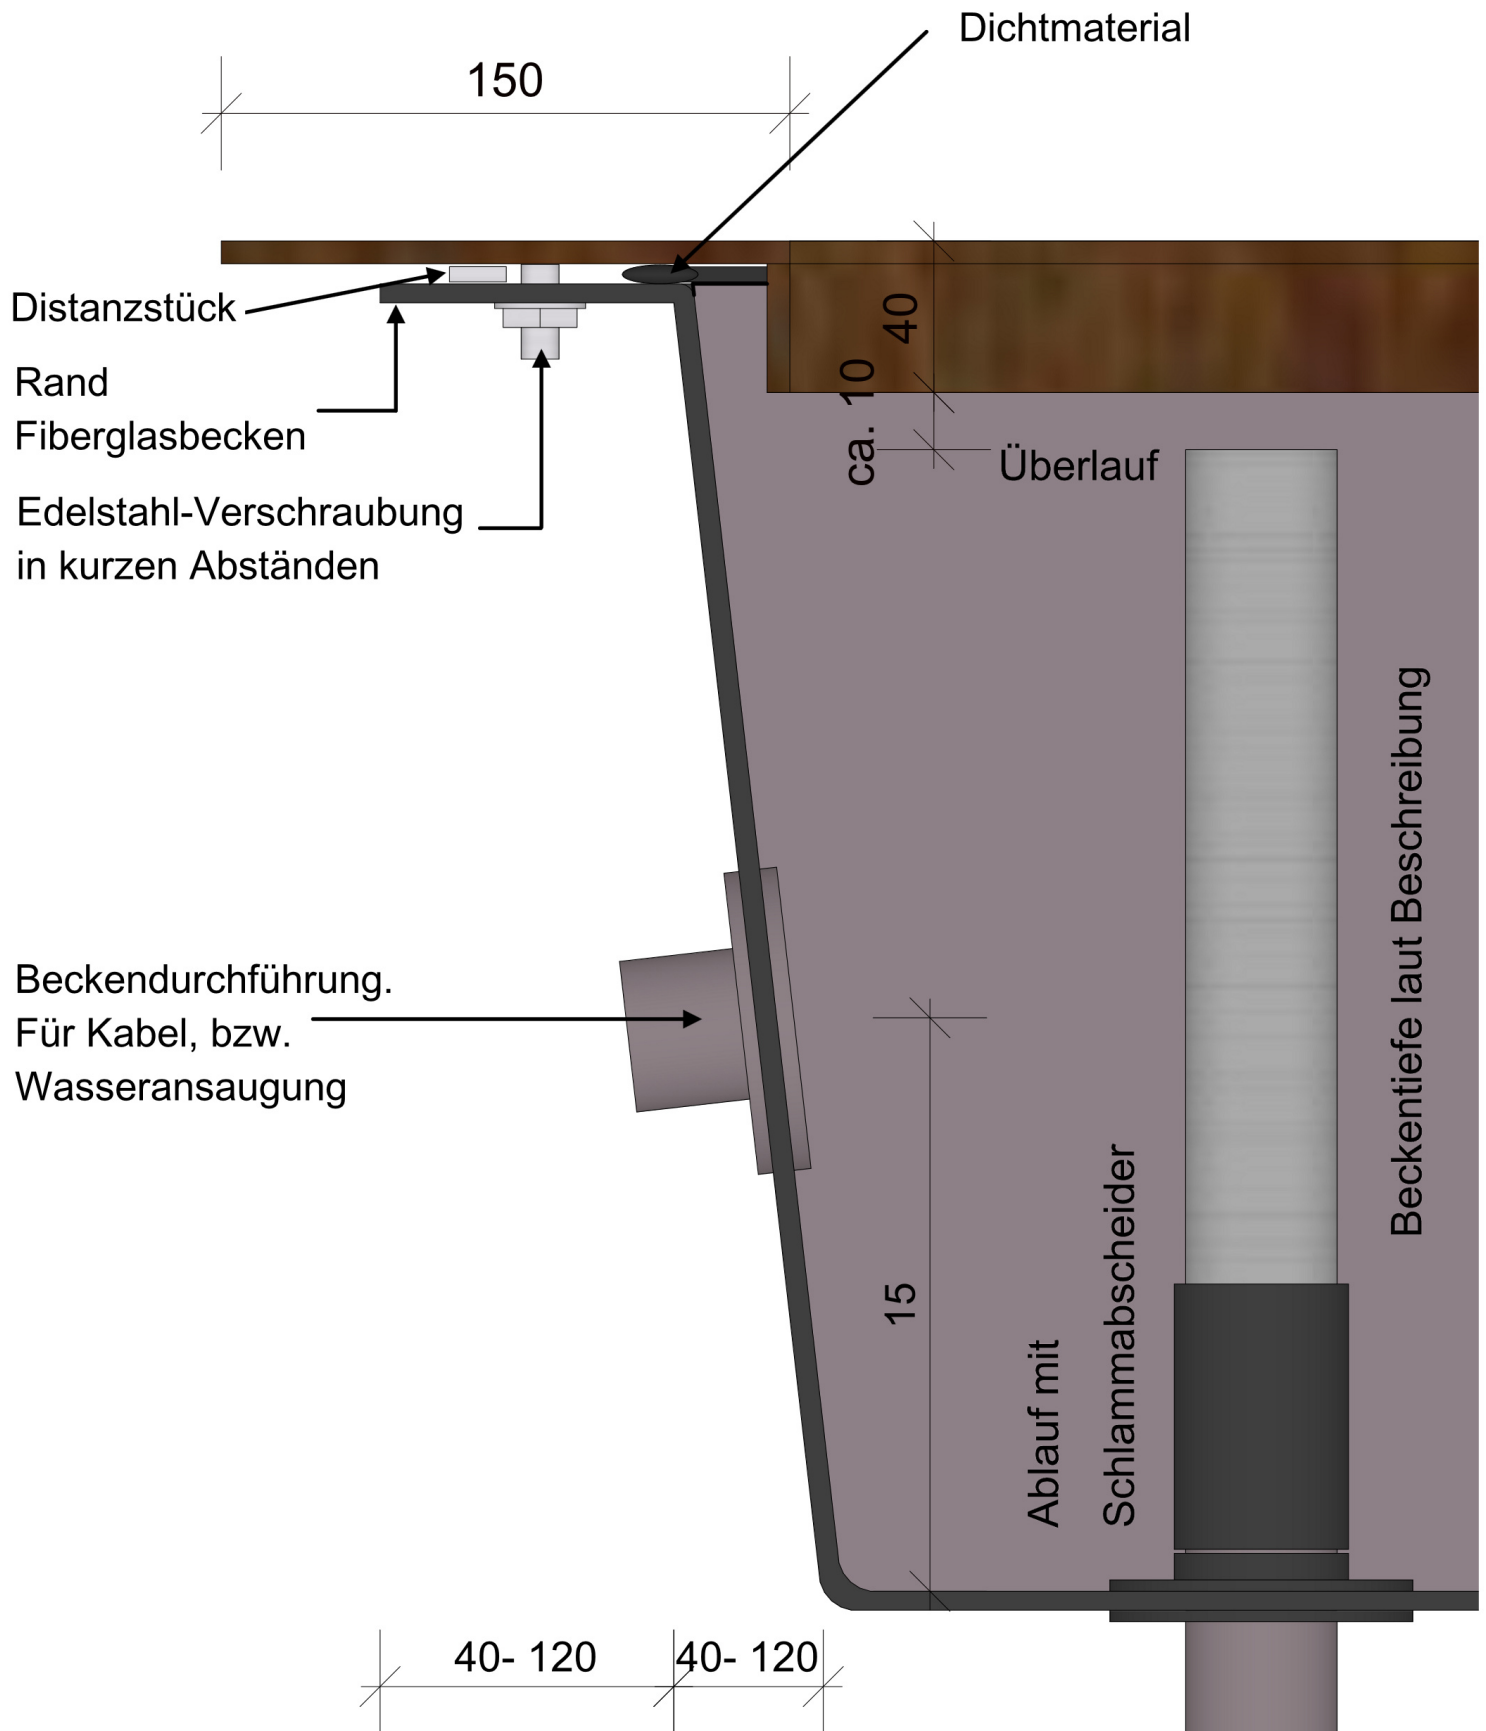 Dichtmaterial
150
Distanzstück
40
Rand
Fiberglasbecken
ca. 10
Überlauf
Edelstahl-Verschraubung
in kurzen Abständen
Beckentiefe laut Beschreibung
Beckendurchführung.
Für Kabel, bzw.
Wasseransaugung
15
Ablauf mit
Schlammabscheider
40- 120
40- 120